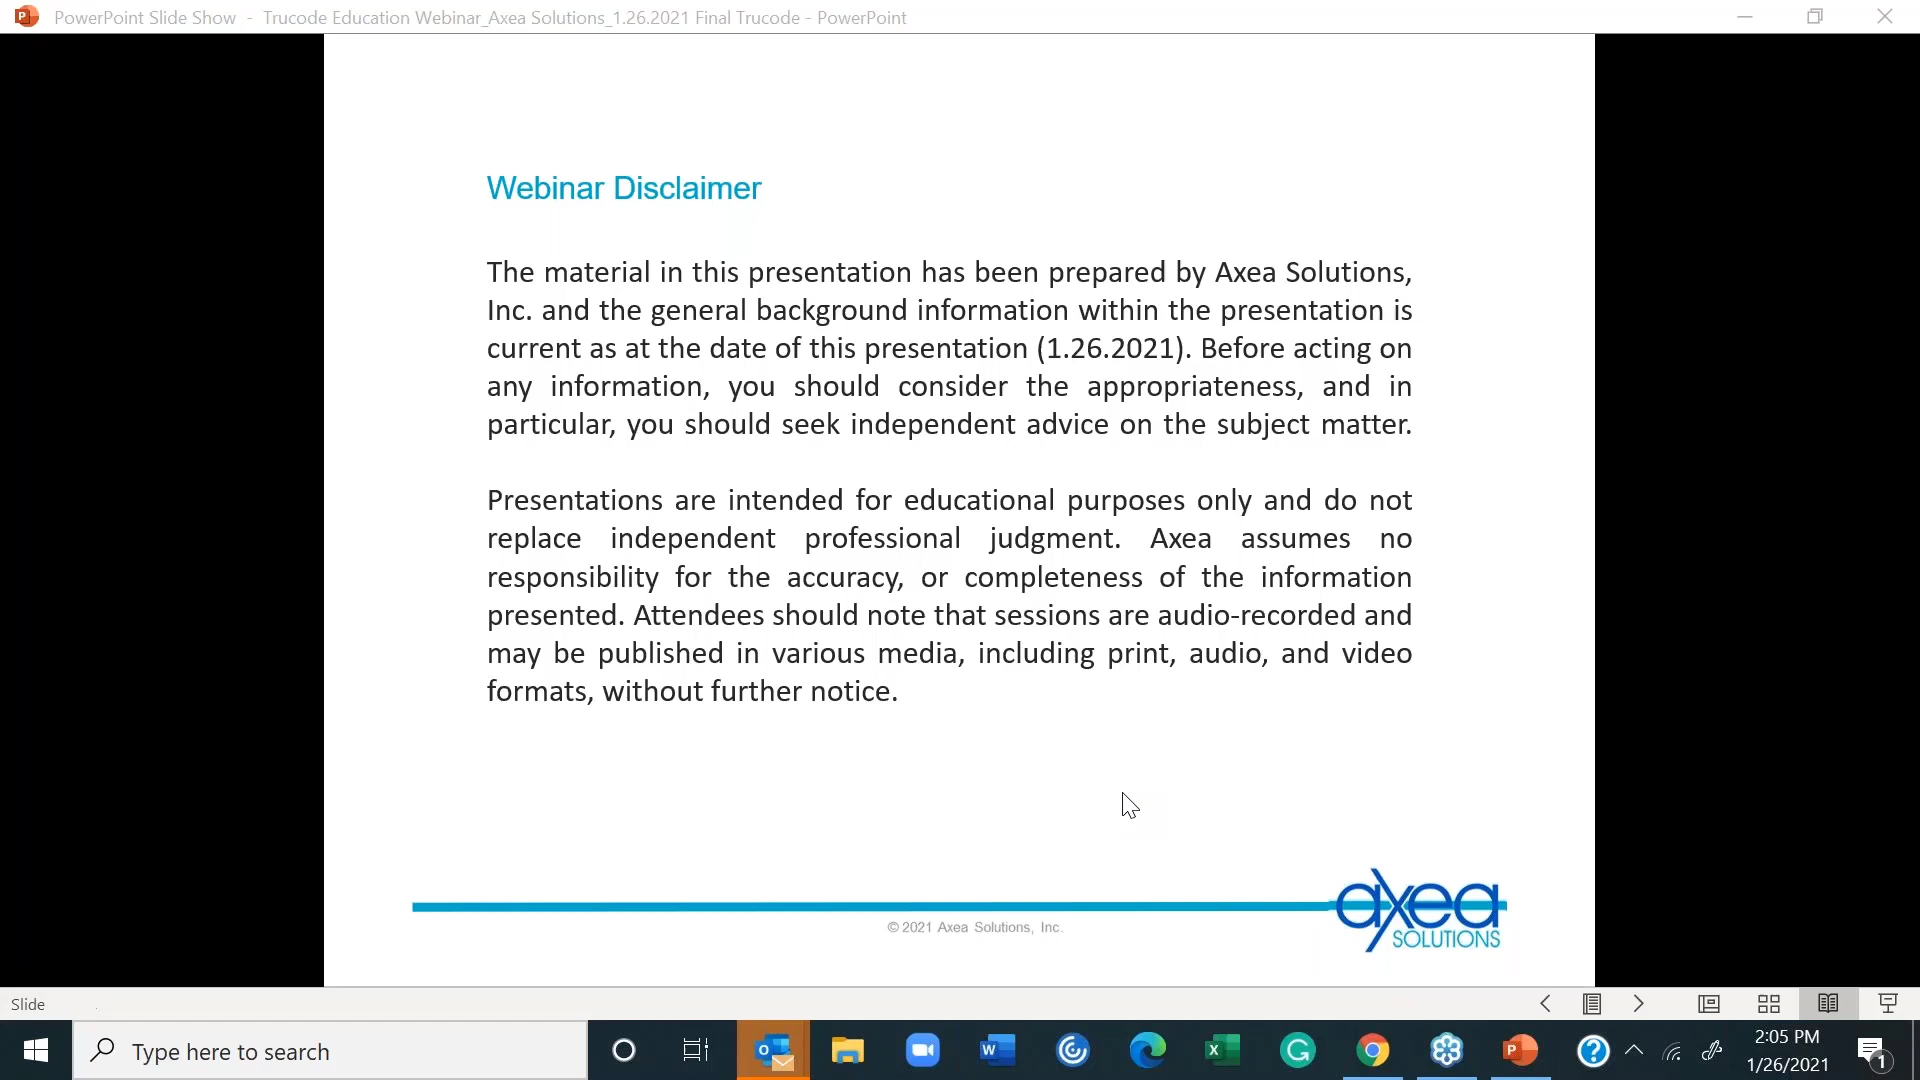 PowerPoint Slide Show - Trucode Education Webinar_Axea Solutions_1.26.2021 Final Trucode - PowerPoint
Webinar Disclaimer
The material in this presentation has been prepared by Axea Solutions,
Inc. and the general background information within the presentation is
current as at the date of this presentation (1.26.2021). Before acting on
any information, you should consider the appropriateness, and in
particular, you should seek independent advice on the subject matter.
Presentations are intended for educational purposes only and do not
replace independent professional judgment. Axea assumes no
responsibility for the accuracy, or completeness of the information
presented. Attendees should note that sessions are audio-recorded and
may be published in various media, including print, audio, and video
formats, without further notice.
© 2021 Axea Solutions, Inc.
axea
SOLUTIONS
Slide
Type here to search
2:05 PM
1/26/2021
1